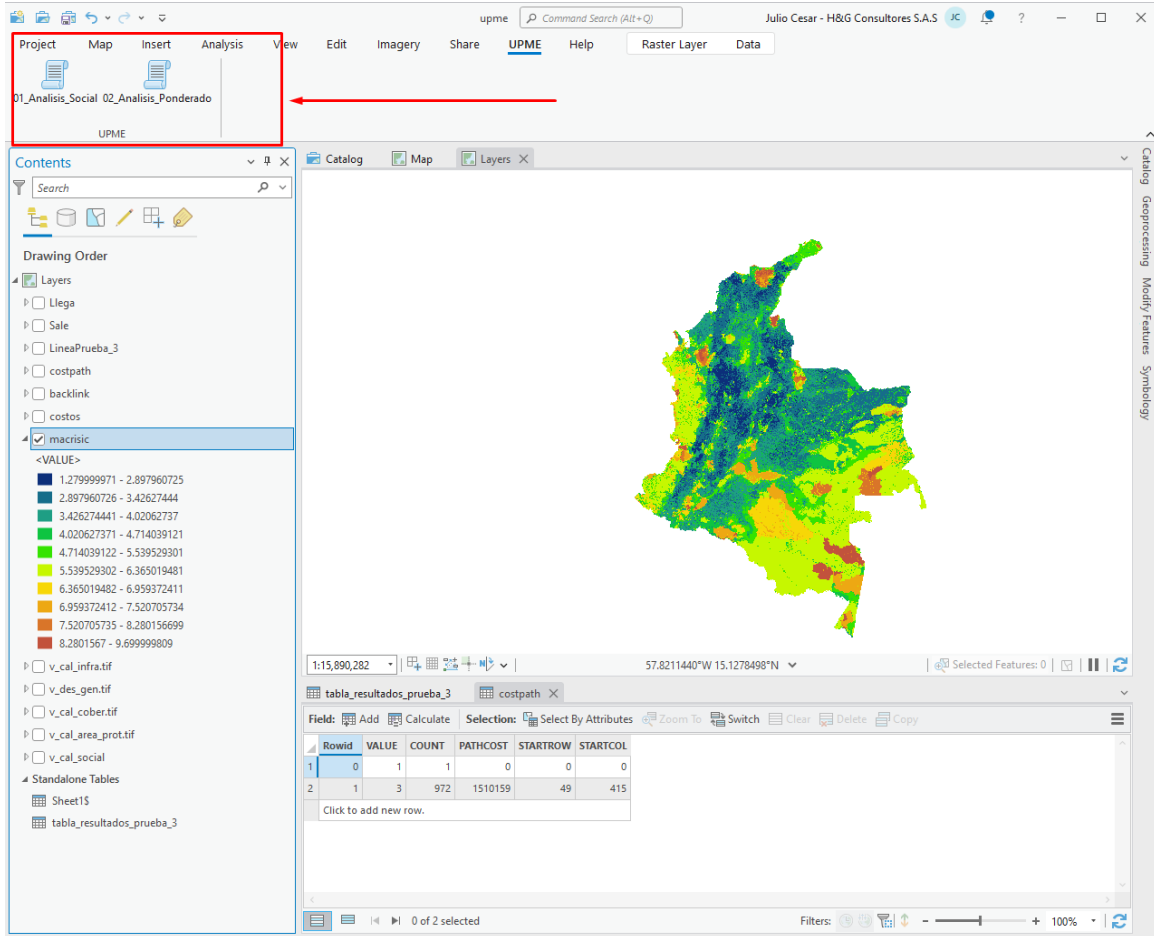 upme
Command Search (Alt+Q)
Julio Cesar - H&G Consultores S.A.S
JC
?
Project Map Insert Analysis View Edit Imagery Share UPME Help Raster Layer Data
01_Analisis_Social 02_Analisis_Ponderado
UPME
Contents
Search
Drawing Order
Layers
Llega
Sale
LineaPrueba_3
costpath
backlink
costos
macrisic
<VALUE>
1.279999971 - 2.897960725
2.897960726 - 3.42627444
3.426274441 - 4.02062737
4.020627371 - 4.714039121
4.714039122 - 5.539529301
5.539529302 - 6.365019481
6.365019482 - 6.959372411
6.959372412 - 7.520705734
7.520705735 - 8.280156699
8.2801567 - 9.699999809
v_cal_infra.tif
v_des_gen.tif
v_cal_cober.tif
v_cal_area_prot.tif
v_cal_social
Standalone Tables
Sheet1$
tabla_resultados_prueba_3
Catalog Map Layers
1:15,890,282
57.8211440°W 15.1278498°N
Selected Features: 0
tabla_resultados_prueba_3 costpath
Field: Add Calculate Selection: Select By Attributes Zoom To Switch Clear Delete Copy
Rowid VALUE COUNT PATHCOST STARTROW STARTCOL
1 0 1 1 0 0 0
2 1 3 972 1510159 49 415
Click to add new row.
0 of 2 selected
Filters:
- + 100%
Catalog
Geoprocessing
Modify Features
Symbology